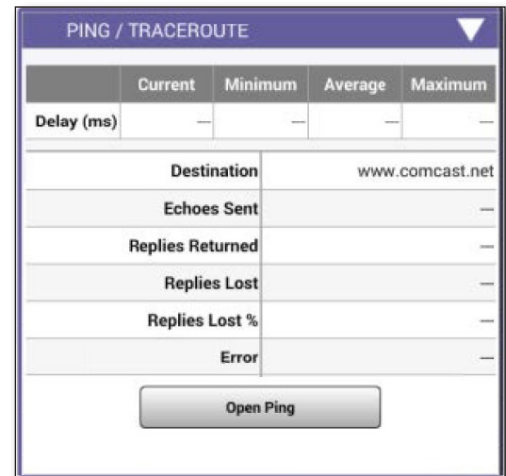 PING / TRACEROUTE
Current Minimum Average Maximum
Delay (ms) --- --- --- ---
Destination www.comcast.net
Echoes Sent ---
Replies Returned ---
Replies Lost ---
Replies Lost % ---
Error ---
Open Ping